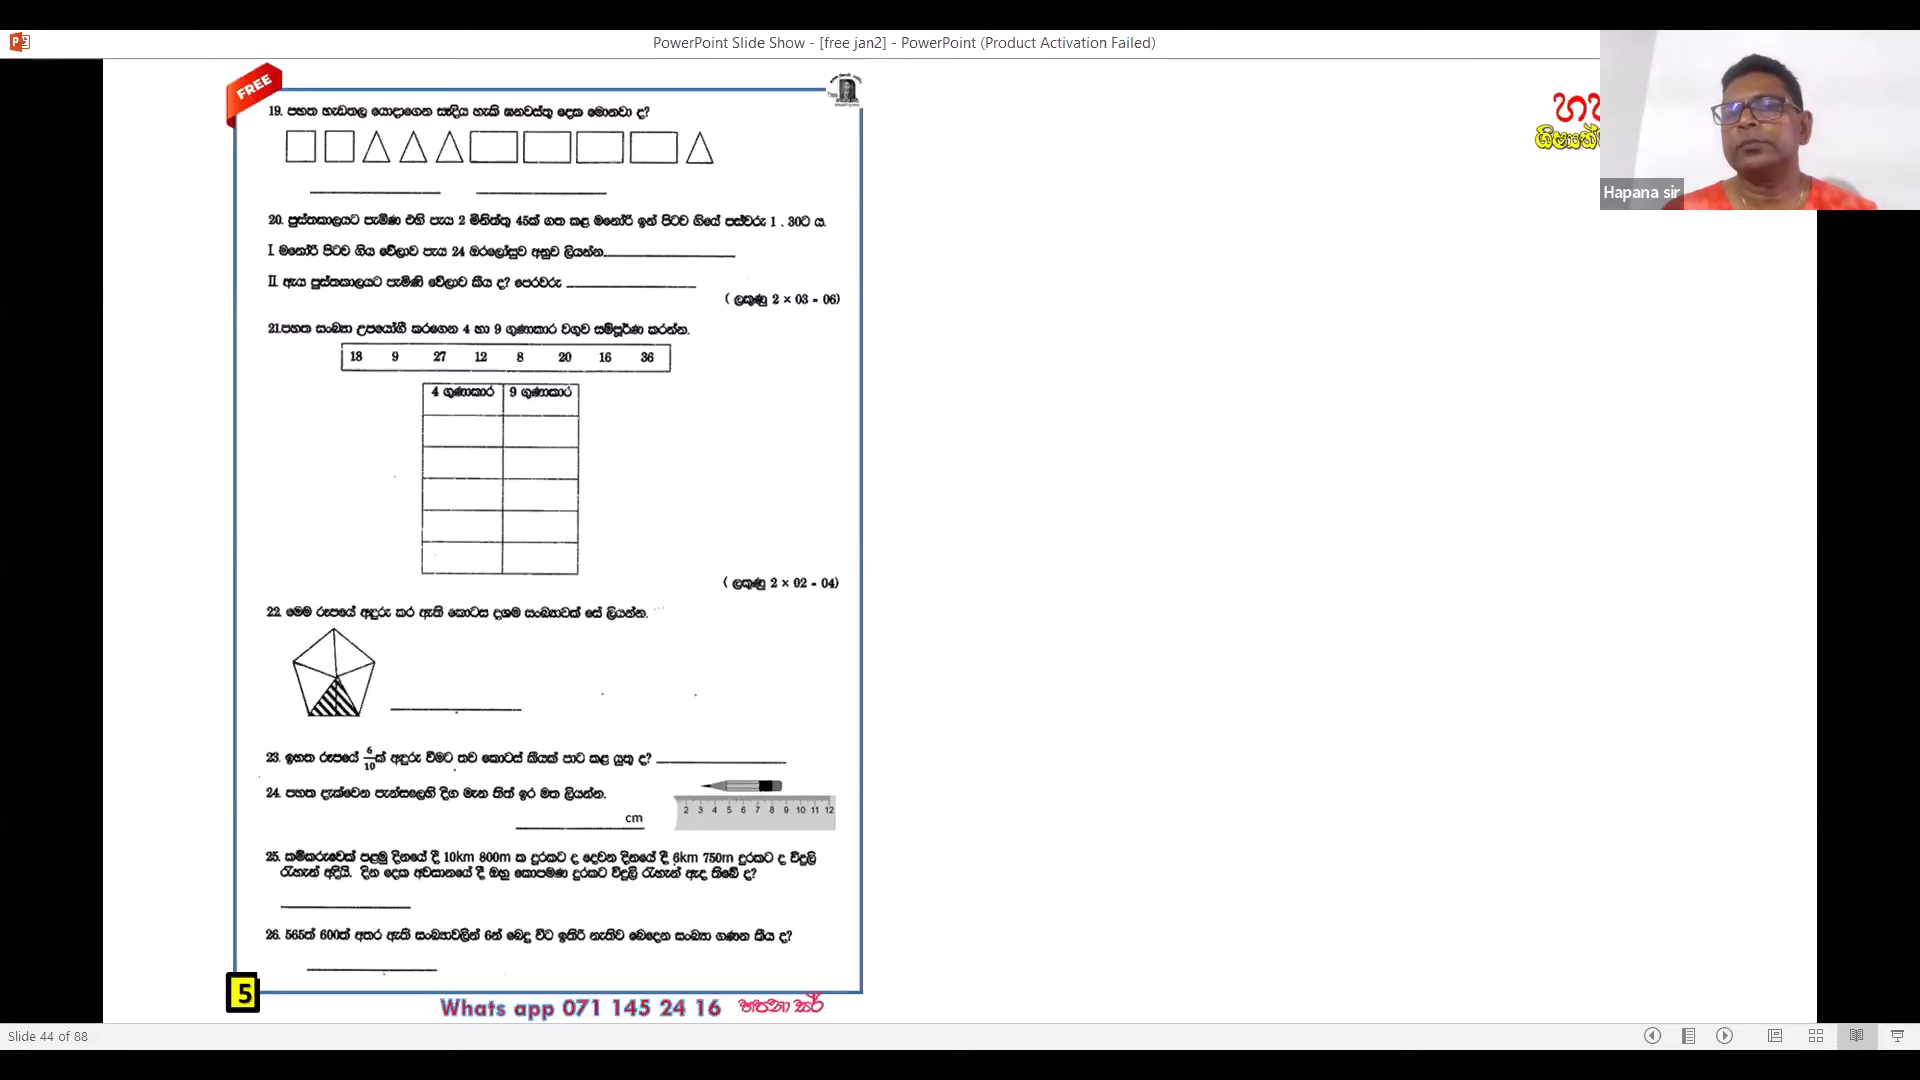 PowerPoint Slide Show - [free jan2] - PowerPoint (Product Activation Failed)
FREE
19. පහත හැඩතල යොදාගෙන සෑදිය හැකි ඝනවස්තු දෙක මොනවා ද?
20. පුස්තකාලයට පැමිණ එහි පැය 2 මිනිත්තු 45ක් ගත කළ මනෝරි ඉන් පිටව ගියේ පස්වරු 1 . 30ට ය.
I. මනෝරි පිටව ගිය වේලාව පැය 24 ඔරලෝසුව අනුව ලියන්න.
II. ඇය පුස්තකාලයට පැමිණි වේලාව කීය ද? පෙරවරු
( ලකුණු 2 × 03 - 06)
21.පහත සංඛ්‍යා උපයෝගී කරගෙන 4 හා 9 ගුණාකාර වගුව සම්පූර්ණ කරන්න.
18 9 27 12 8 20 16 36
4 ගුණාකාර 9 ගුණාකාර
( ලකුණු 2 × 02 - 04)
22. මෙම රූපයේ අඳුරු කර ඇති කොටස දශම සංඛ්‍යාවක් සේ ලියන්න.
23. ඉහත රූපයේ 6/10 ක් අඳුරු වීමට තව කොටස් කීයක් පාට කළ යුතු ද?
24. පහත දැක්වෙන පැන්සලෙහි දිග මැන තිත් ඉර මත ලියන්න.
cm
2 3 4 5 6 7 8 9 10 11 12
25. කම්කරුවෙක් පළමු දිනයේ දී 10km 800m ක දුරකට ද දෙවන දිනයේ දී 6km 750m දුරකට ද විදුලි
රැහැන් අදියි. දින දෙක අවසානයේ දී ඔහු කොපමණ දුරකට විදුලි රැහැන් ඇද තිබේ ද?
26. 565ත් 600ත් අතර ඇති සංඛ්‍යාවලින් 6න් බෙදූ විට ඉතිරි නැතිව බෙදෙන සංඛ්‍යා ගණන කීය ද?
5
Whats app 071 145 24 16 හපනා සර්
Hapana sir
Slide 44 of 88